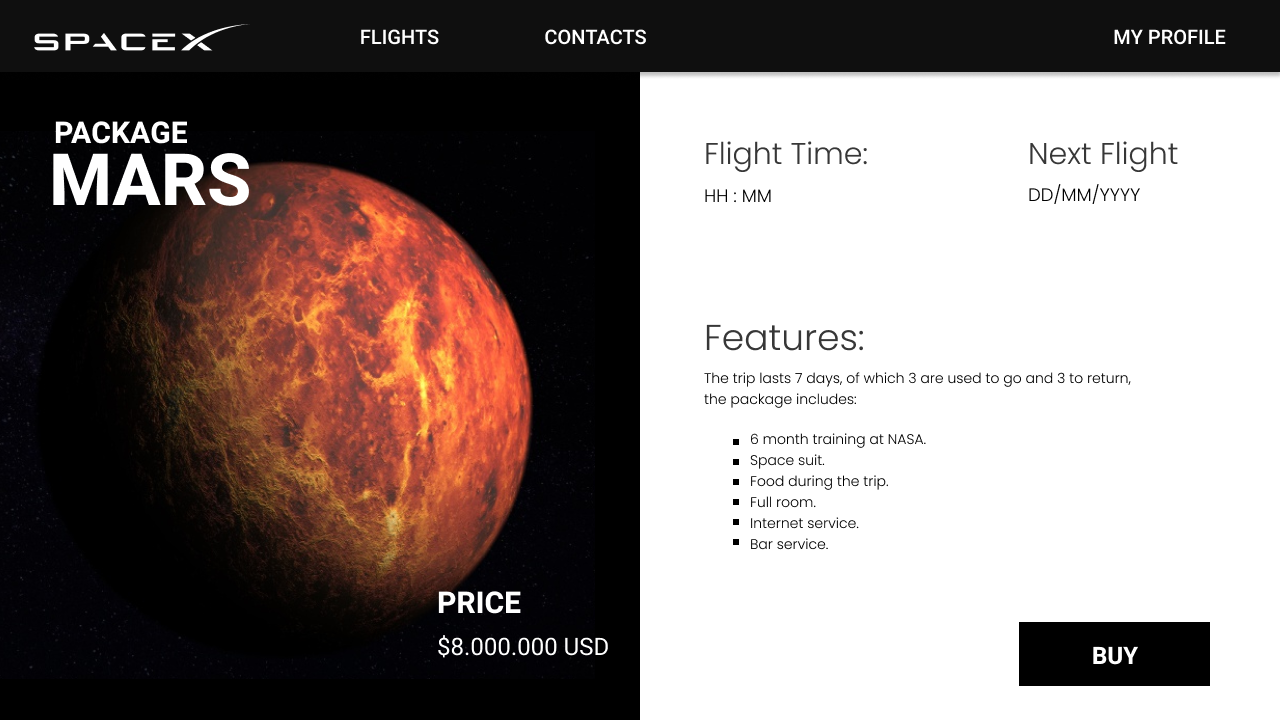 SPACEX
FLIGHTS
CONTACTS
MY PROFILE
PACKAGE
MARS
PRICE
$8.000.000 USD
Flight Time:
HH : MM
Next Flight
DD/MM/YYYY
Features:
The trip lasts 7 days, of which 3 are used to go and 3 to return,
the package includes:
6 month training at NASA.
Space suit.
Food during the trip.
Full room.
Internet service.
Bar service.
BUY